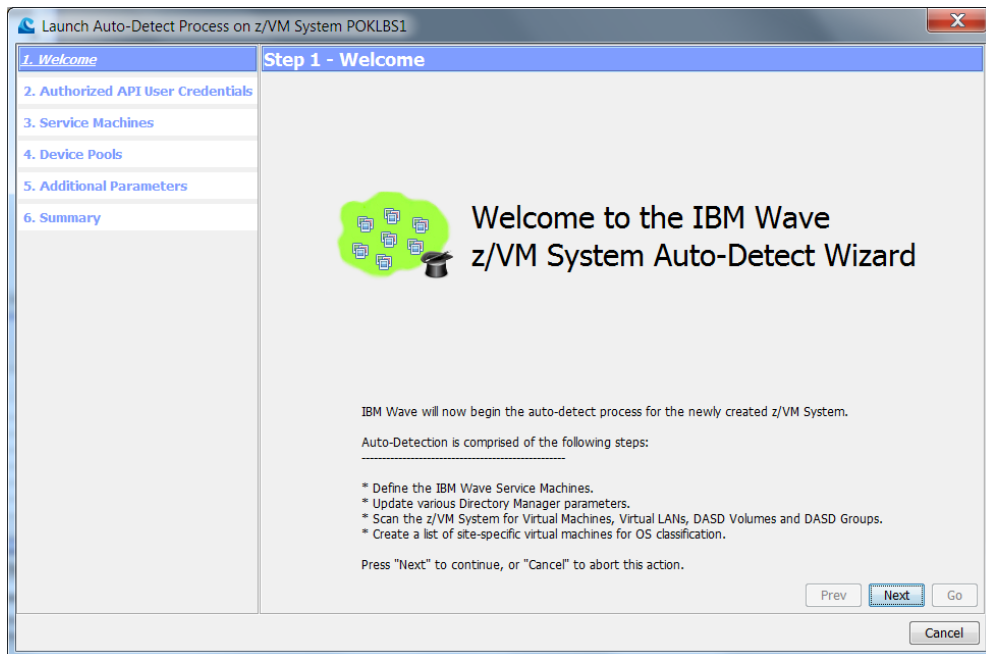 Launch Auto-Detect Process on z/VM System POKLBS1
X
1. Welcome
2. Authorized API User Credentials
3. Service Machines
4. Device Pools
5. Additional Parameters
6. Summary
Step 1 - Welcome
Welcome to the IBM Wave
z/VM System Auto-Detect Wizard
IBM Wave will now begin the auto-detect process for the newly created z/VM System.
Auto-Detection is comprised of the following steps:
--------------------------------------------------
* Define the IBM Wave Service Machines.
* Update various Directory Manager parameters.
* Scan the z/VM System for Virtual Machines, Virtual LANs, DASD Volumes and DASD Groups.
* Create a list of site-specific virtual machines for OS classification.
Press "Next" to continue, or "Cancel" to abort this action.
Prev Next Go
Cancel